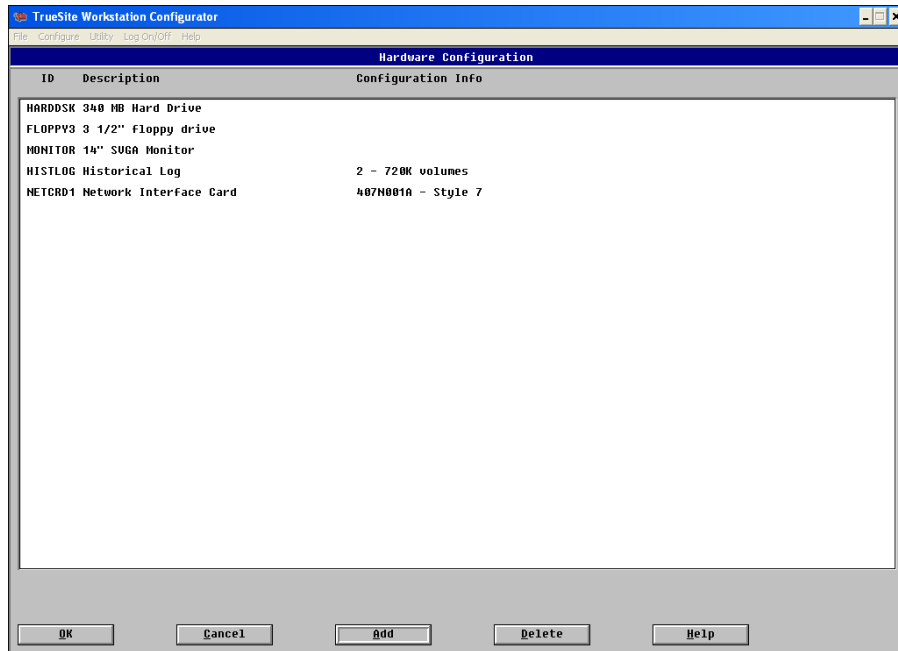 TrueSite Workstation Configurator
File Configure Utility Log On/Off Help
Hardware Configuration
ID Description Configuration Info
HARDDSK 340 MB Hard Drive
FLOPPY3 3 1/2" floppy drive
MONITOR 14" SVGA Monitor
HISTLOG Historical Log 2 - 720K volumes
NETCRD1 Network Interface Card 407N001A - Style 7
OK Cancel Add Delete Help